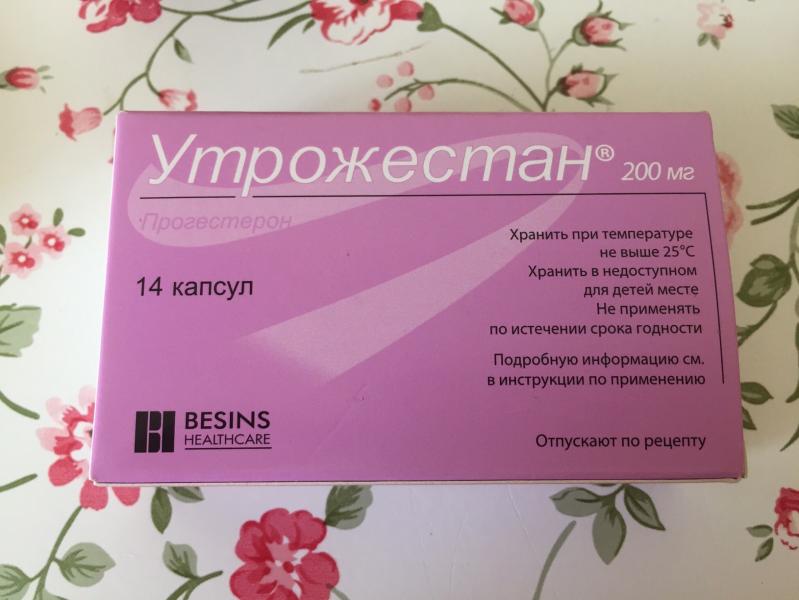 Утрожестан® 200 мг
Прогестерон
14 капсул
Хранить при температуре
не выше 25°C
Хранить в недоступном
для детей месте
Не применять
по истечении срока годности
Подробную информацию см.
в инструкции по применению
BESINS
HEALTHCARE
Отпускают по рецепту